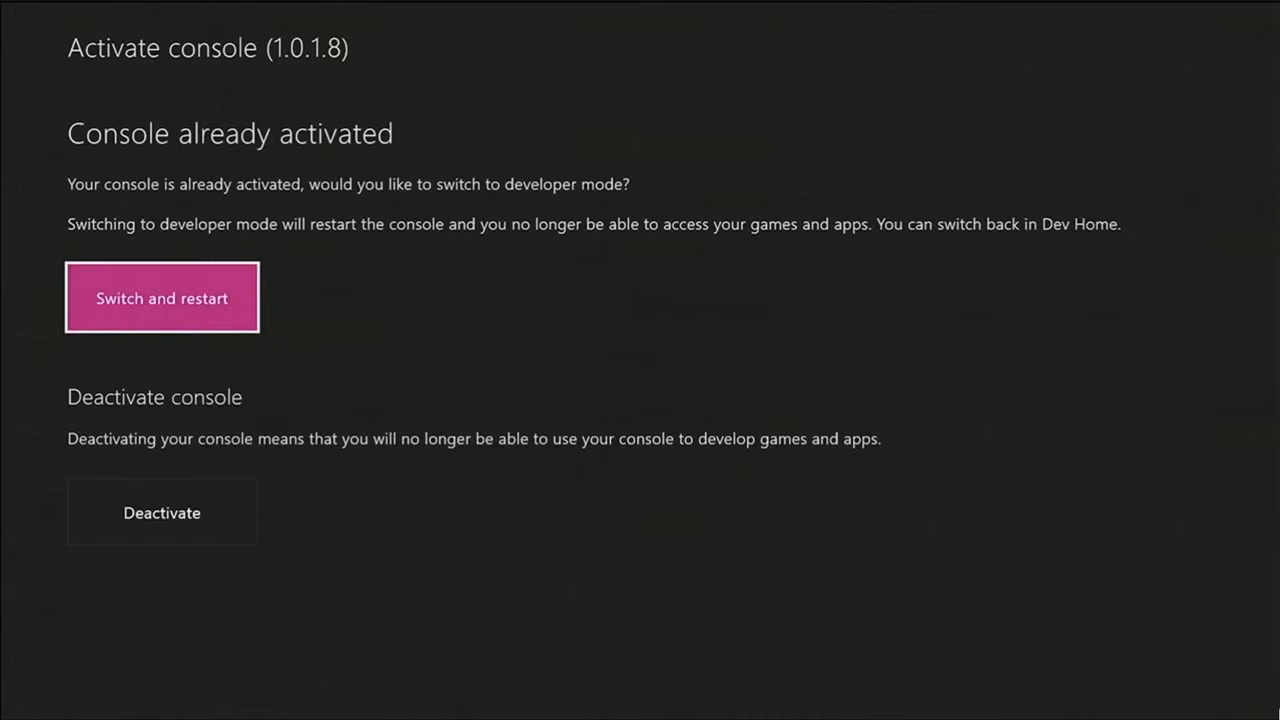 Activate console (1.0.1.8)
Console already activated
Your console is already activated, would you like to switch to developer mode?
Switching to developer mode will restart the console and you no longer be able to access your games and apps. You can switch back in Dev Home.
Switch and restart
Deactivate console
Deactivating your console means that you will no longer be able to use your console to develop games and apps.
Deactivate